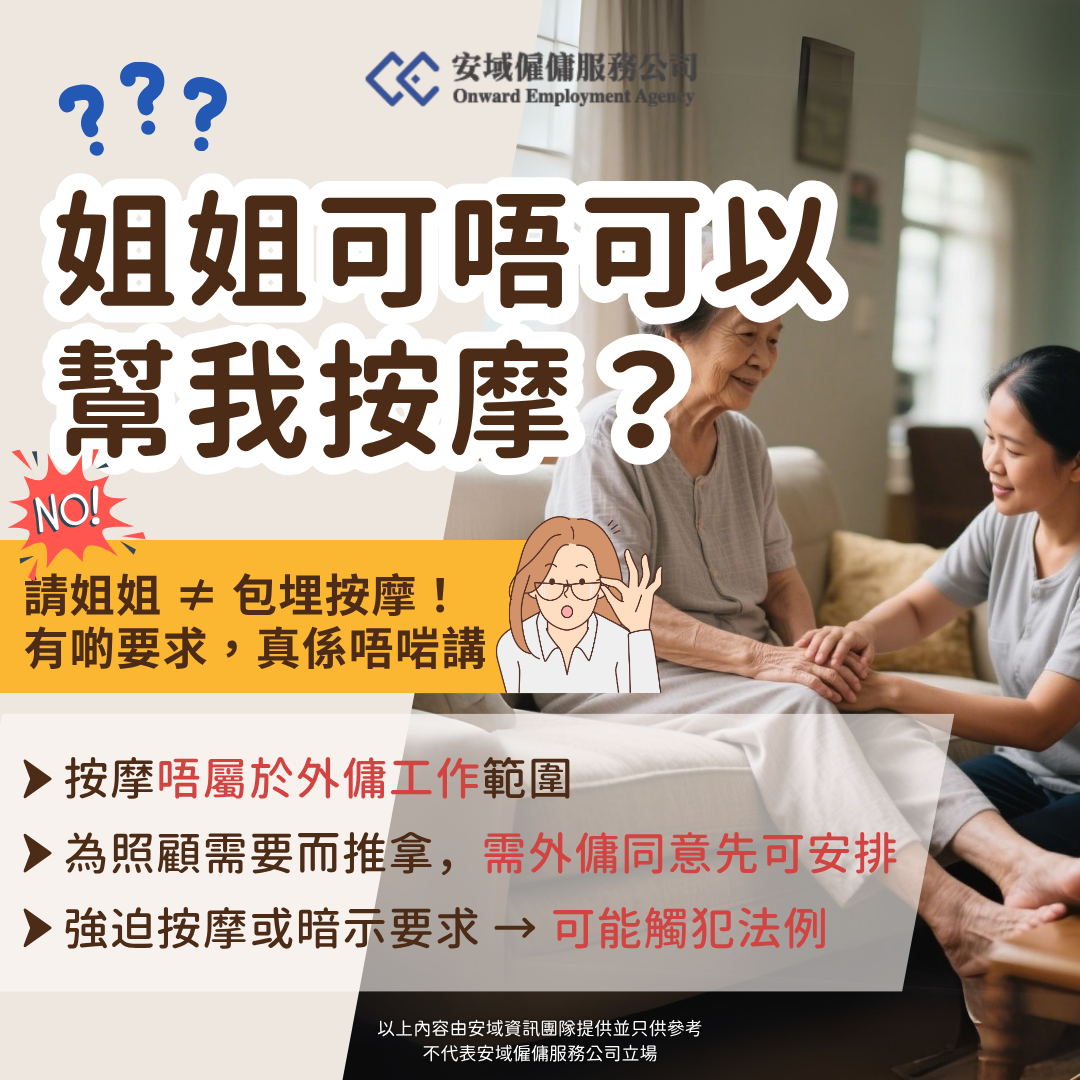 ???
安域僱傭服務公司
Onward Employment Agency
姐姐可唔可以
幫我按摩？
NO!
請姐姐 ≠ 包埋按摩！
有啲要求，真係唔啱講
➤ 按摩唔屬於外傭工作範圍
➤ 為照顧需要而推拿，需外傭同意先可安排
➤ 強迫按摩或暗示要求 → 可能觸犯法例
以上內容由安域資訊團隊提供並只供參考
不代表安域僱傭服務公司立場